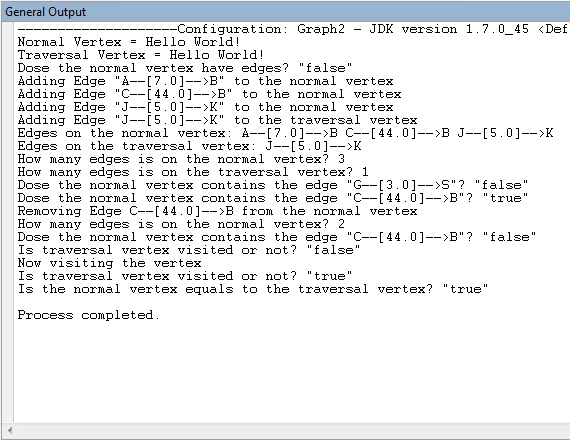 General Output
--------------------Configuration: Graph2 - JDK version 1.7.0_45 <Def
Normal Vertex = Hello World!
Traversal Vertex = Hello World!
Dose the normal vertex have edges? "false"
Adding Edge "A--[7.0]-->B" to the normal vertex
Adding Edge "C--[44.0]-->B" to the normal vertex
Adding Edge "J--[5.0]-->K" to the normal vertex
Adding Edge "J--[5.0]-->K" to the traversal vertex
Edges on the normal vertex: A--[7.0]-->B C--[44.0]-->B J--[5.0]-->K
Edges on the traversal vertex: J--[5.0]-->K
How many edges is on the normal vertex? 3
How many edges is on the traversal vertex? 1
Dose the normal vertex contains the edge "G--[3.0]-->S"? "false"
Dose the normal vertex contains the edge "C--[44.0]-->B"? "true"
Removing Edge C--[44.0]-->B from the normal vertex
How many edges is on the normal vertex? 2
Dose the normal vertex contains the edge "C--[44.0]-->B"? "false"
Is traversal vertex visited or not? "false"
Now visiting the vertex
Is traversal vertex visited or not? "true"
Is the normal vertex equals to the traversal vertex? "true"
Process completed.